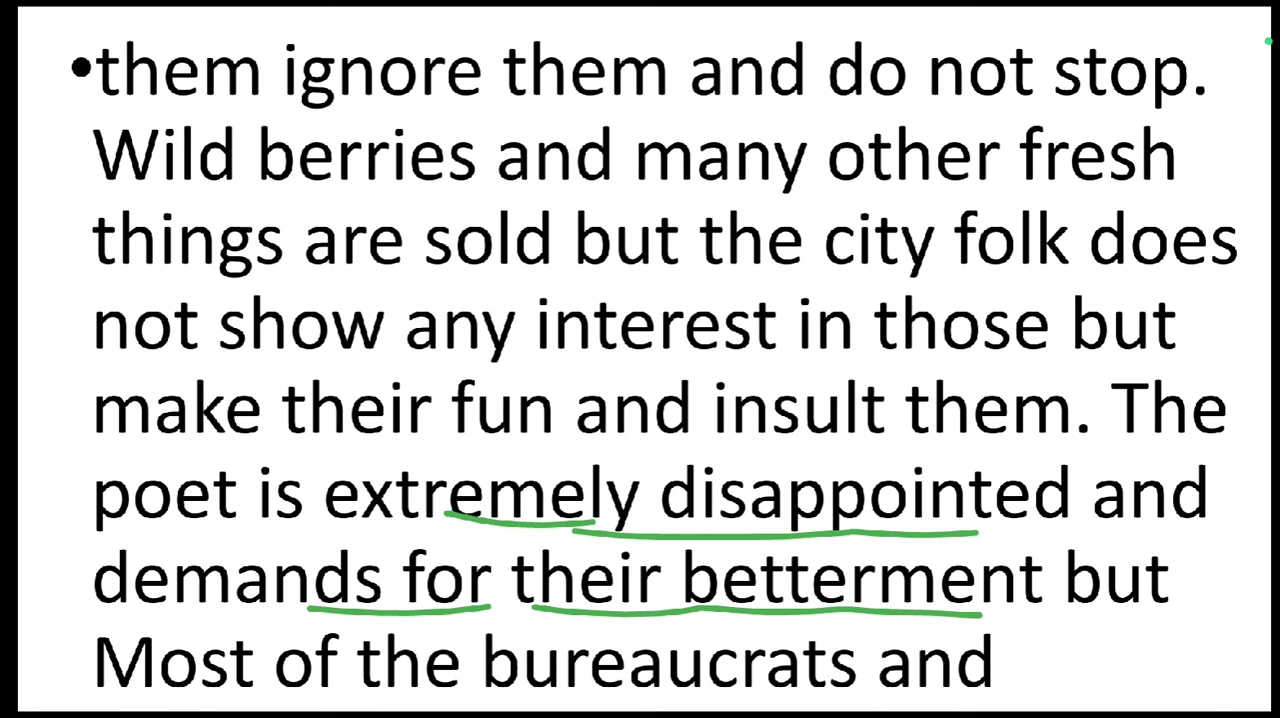 •them ignore them and do not stop.
Wild berries and many other fresh
things are sold but the city folk does
not show any interest in those but
make their fun and insult them. The
poet is extremely disappointed and
demands for their betterment but
Most of the bureaucrats and